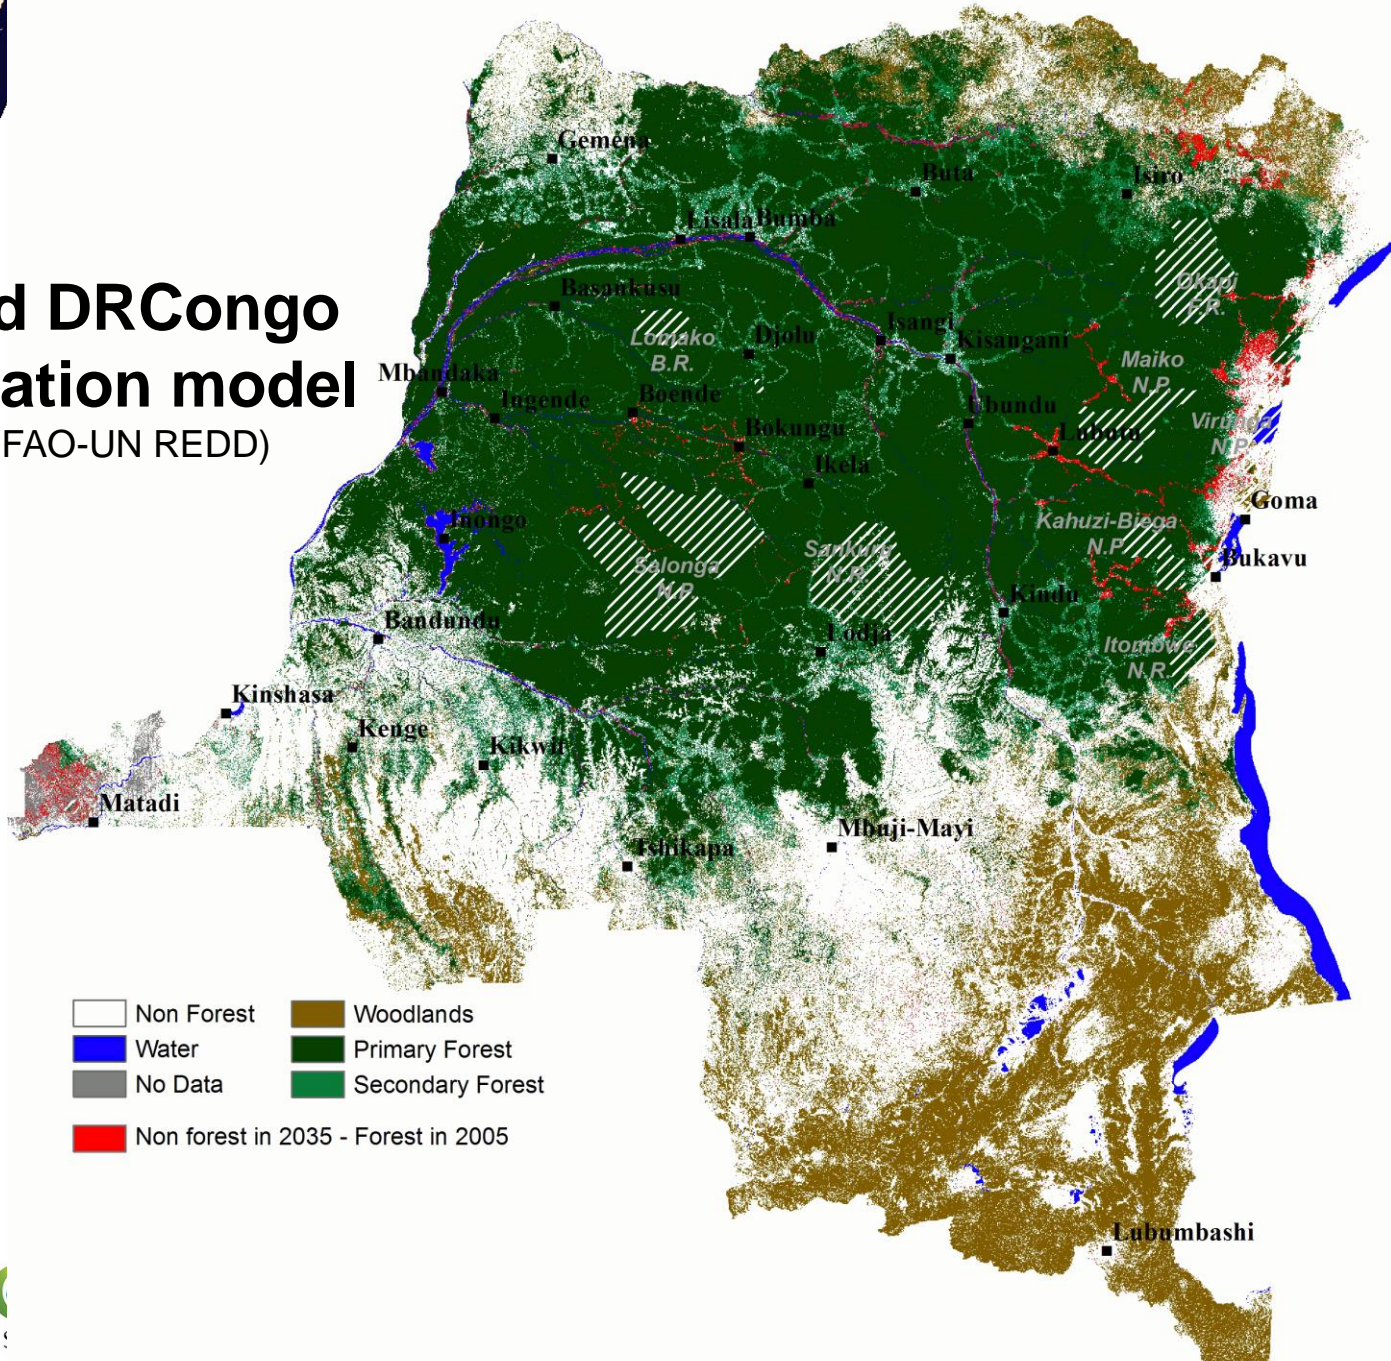 d DRCongo
ation model
FAO-UN REDD)
Gemena
Buta
Isiro
Lisala
Bumba
Okapi
F.R.
Basankusu
Lomako
B.R.
Djolu
Isangi
Kisangani
Maiko
N.P.
Mbandaka
Ingende
Boende
Ubundu
Virunga
N.P.
Bokungu
Lubutu
Ikela
Goma
Inongo
Kahuzi-Biega
N.P.
Salonga
N.P.
Sankuru
N.R.
Bukavu
Bandundu
Kindu
Lodja
Itombwe
N.R.
Kinshasa
Kenge
Kikwit
Matadi
Tshikapa
Mbuji-Mayi
Non Forest
Woodlands
Water
Primary Forest
No Data
Secondary Forest
Non forest in 2035 - Forest in 2005
Lubumbashi